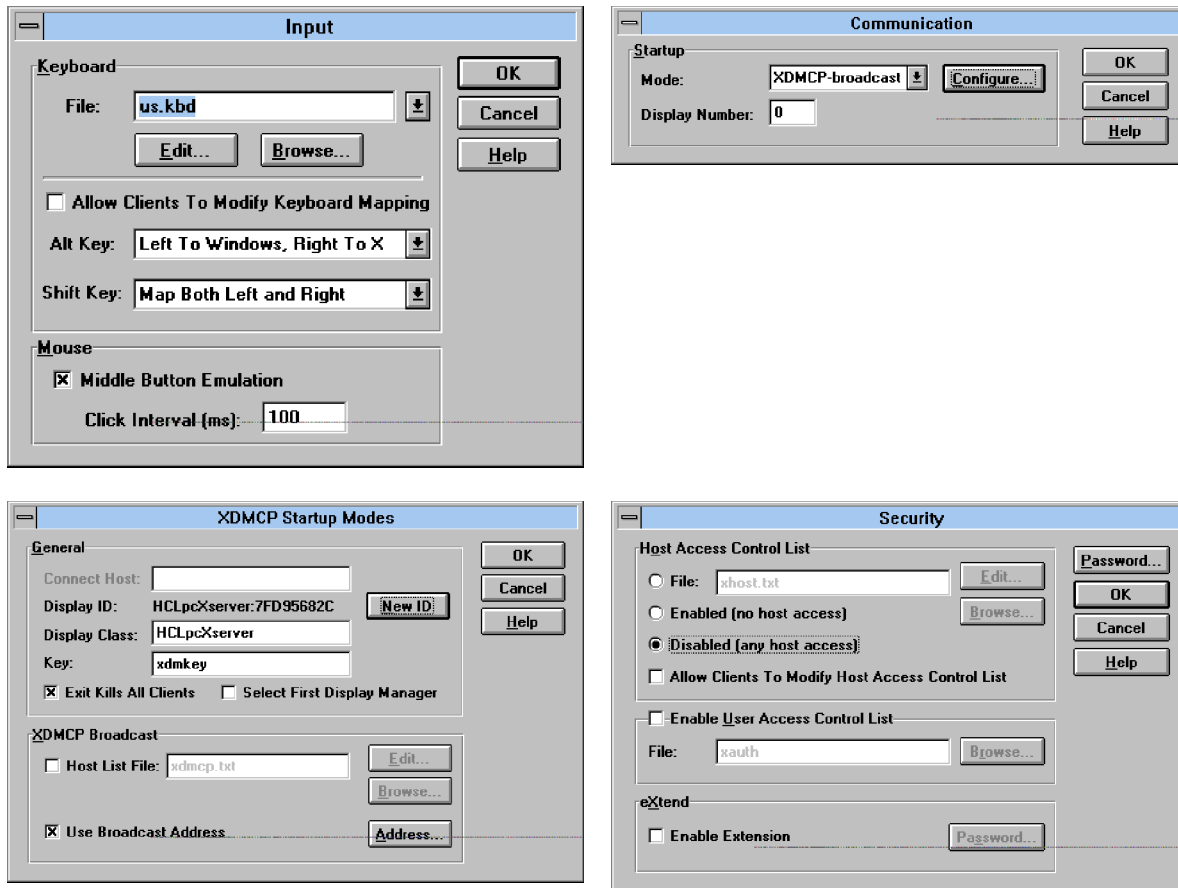 Input
Keyboard
OK
File: us.kbd
Cancel
Edit... Browse...
Help
Allow Clients To Modify Keyboard Mapping
Alt Key: Left To Windows, Right To X
Shift Key: Map Both Left and Right
Mouse
Middle Button Emulation
Click Interval (ms): 100
Communication
Startup
OK
Mode: XDMCP-broadcast Configure...
Cancel
Display Number: 0
Help
XDMCP Startup Modes
General
OK
Connect Host:
Cancel
Display ID: HCLpcXserver:7FD95682C New ID
Help
Display Class: HCLpcXserver
Key: xdmkey
Exit Kills All Clients Select First Display Manager
XDMCP Broadcast
Host List File: xdmcp.txt Edit...
Browse...
Use Broadcast Address Address...
Security
Host Access Control List
Password...
File: xhost.txt Edit...
OK
Enabled (no host access) Browse...
Cancel
Disabled (any host access)
Help
Allow Clients To Modify Host Access Control List
Enable User Access Control List
File: xauth Browse...
eXtend
Enable Extension Password...